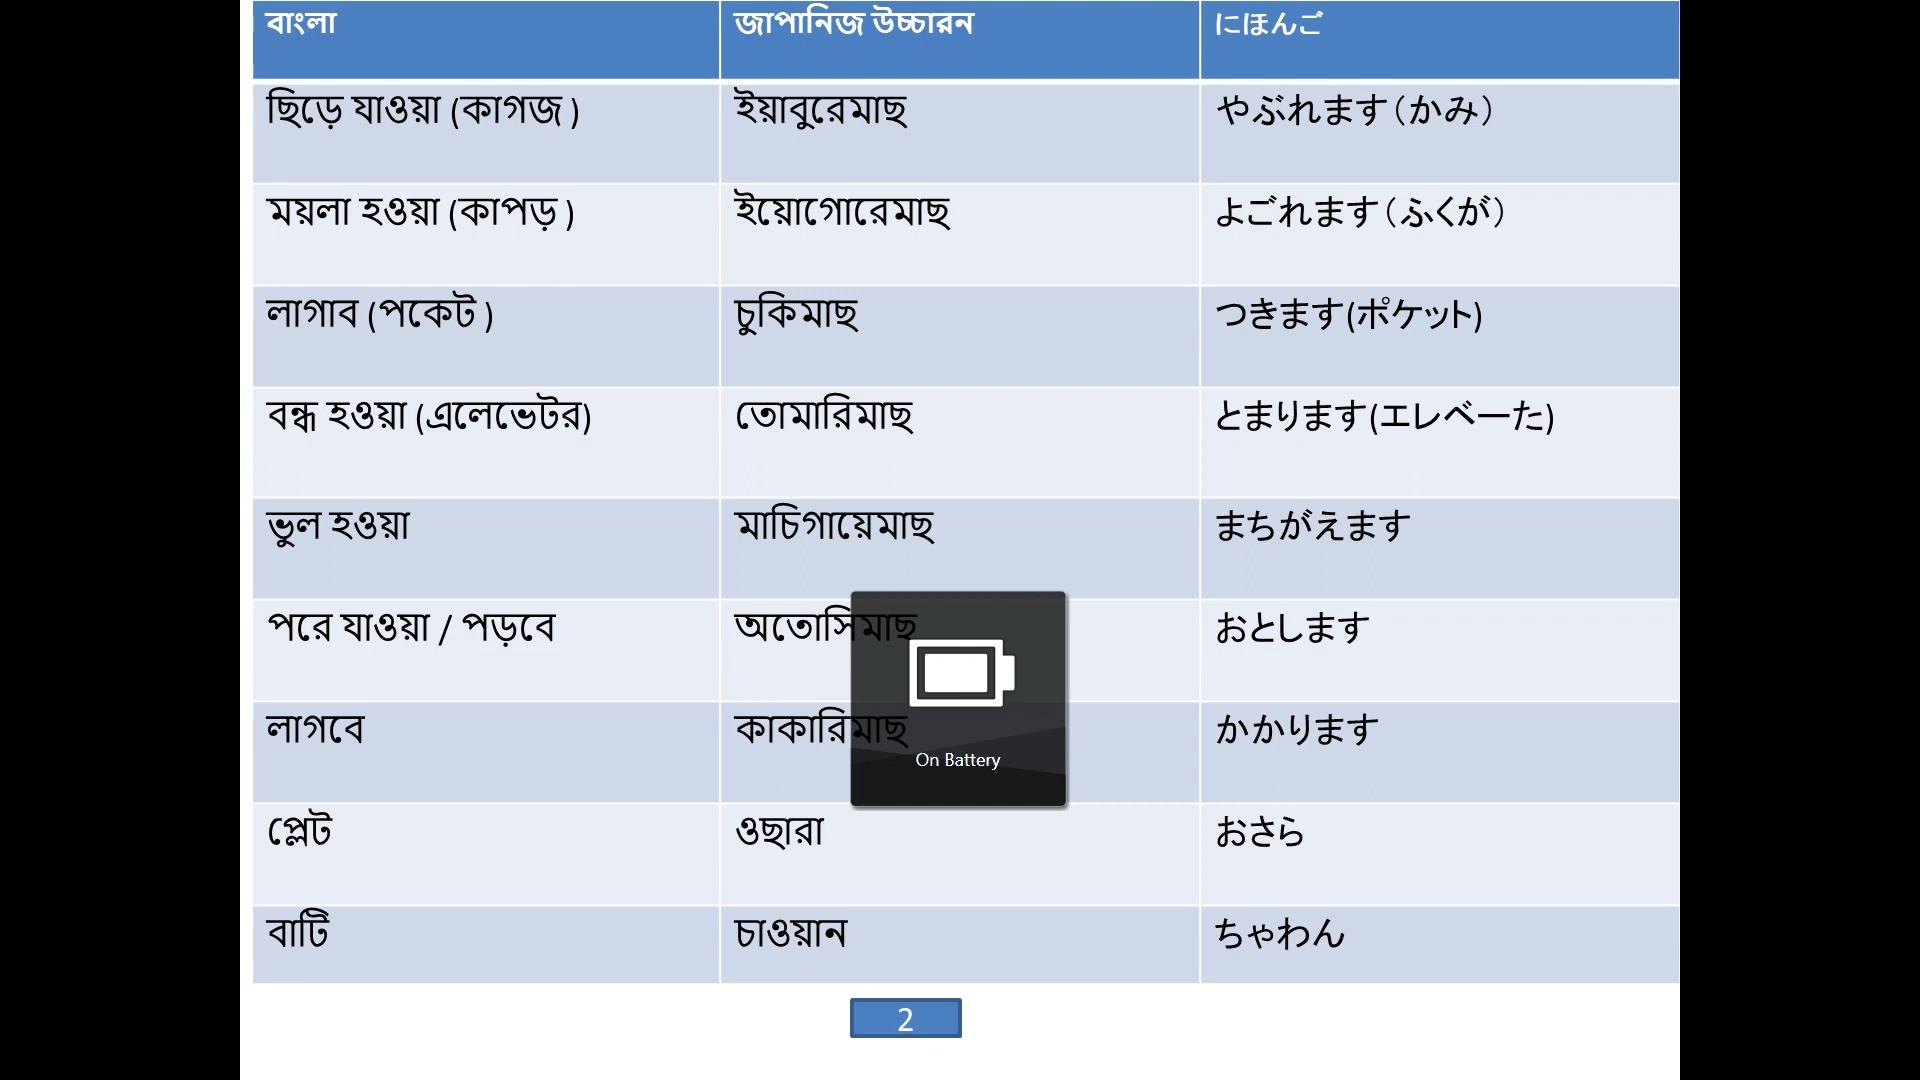 বাংলা জাপানিজ উচ্চারন にほんご
ছিড়ে যাওয়া (কাগজ ) ইয়াবুরেমাছ やぶれます（かみ）
ময়লা হওয়া (কাপড় ) ইয়োগোরেমাছ よごれます（ふくが）
লাগাব (পকেট ) চুকিমাছ つきます(ポケット)
বন্ধ হওয়া (এলেভেটর) তোমারিমাছ とまります(エレベーた)
ভুল হওয়া মাচিগায়েমাছ まちがえます
পরে যাওয়া / পড়বে অতোসিমাছ おとします
লাগবে কাকারিমাছ かかります
On Battery
প্লেট ওছারা おさら
বাটি চাওয়ান ちゃわん
2